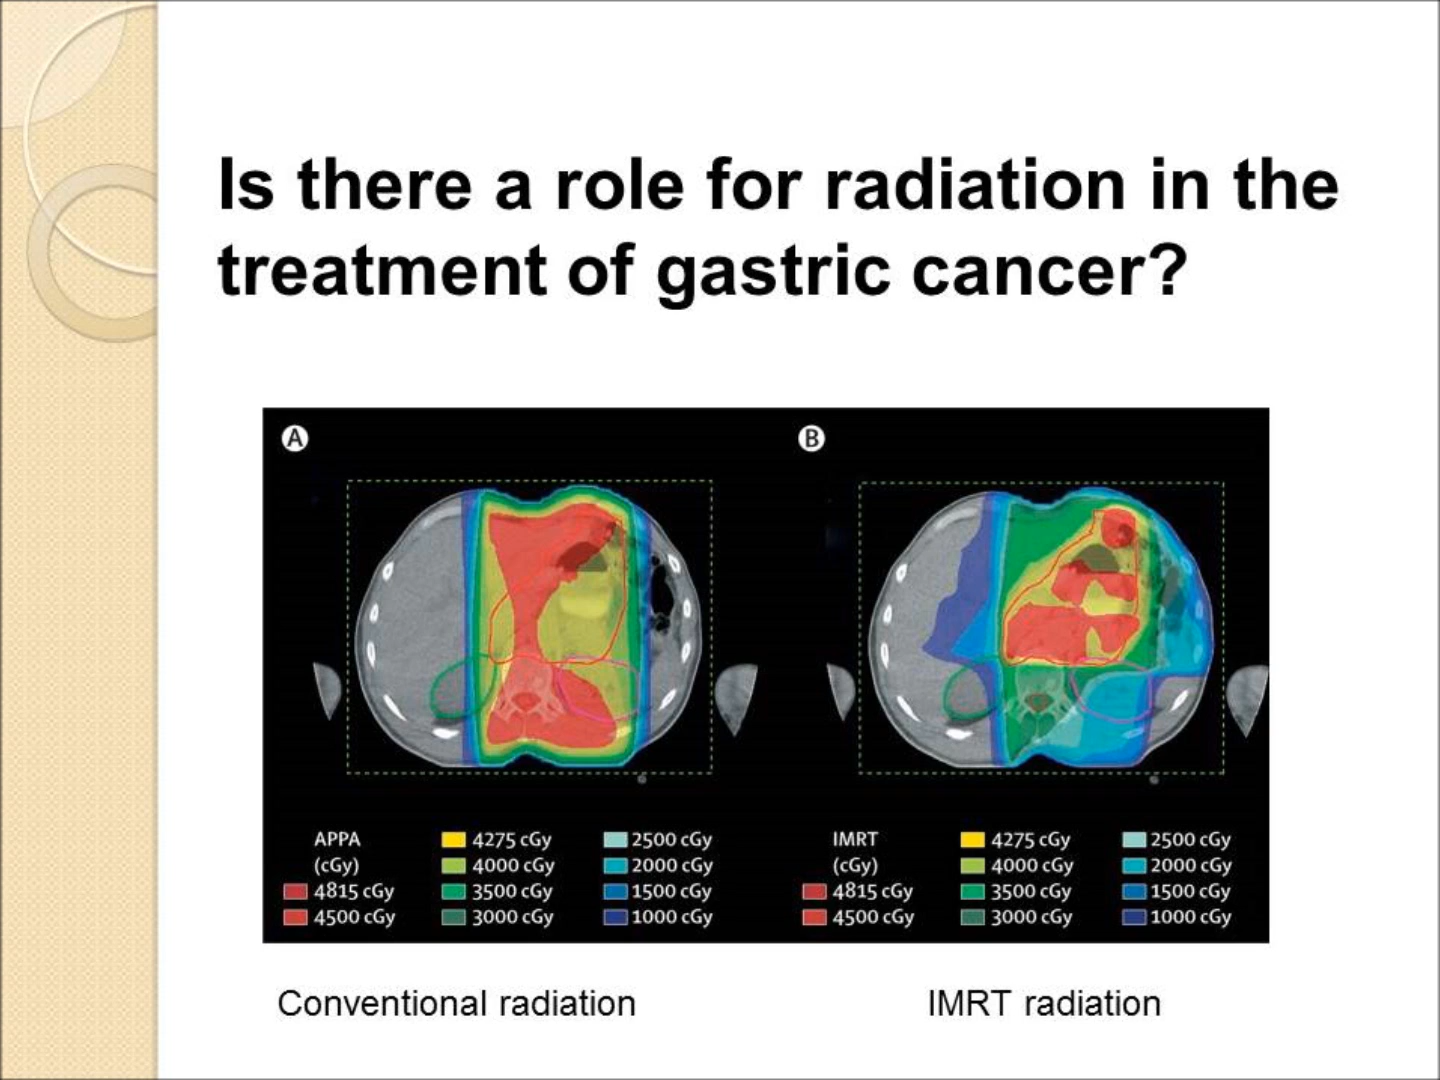 Is there a role for radiation in the
treatment of gastric cancer?
A
B
APPA
(cGy)
4815 cGy
4500 cGy
4275 cGy
4000 cGy
3500 cGy
3000 cGy
2500 cGy
2000 cGy
1500 cGy
1000 cGy
IMRT
(cGy)
4815 cGy
4500 cGy
4275 cGy
4000 cGy
3500 cGy
3000 cGy
2500 cGy
2000 cGy
1500 cGy
1000 cGy
Conventional radiation
IMRT radiation